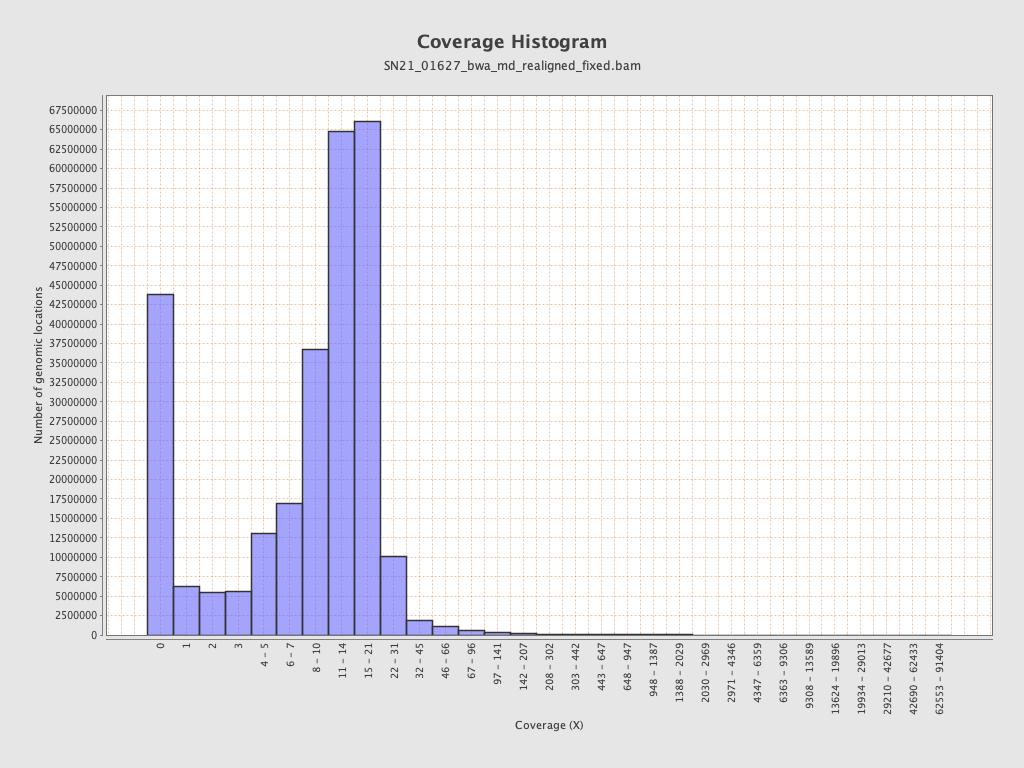 Coverage Histogram
SN21_01627_bwa_md_realigned_fixed.bam
67500000
65000000
62500000
60000000
57500000
55000000
52500000
50000000
47500000
45000000
42500000
40000000
37500000
35000000
32500000
30000000
27500000
25000000
22500000
20000000
17500000
15000000
12500000
10000000
7500000
5000000
2500000
0
Number of genomic locations
0
1
2
3
4 - 5
6 - 7
8 - 10
11 - 14
15 - 21
22 - 31
32 - 45
46 - 66
67 - 96
97 - 141
142 - 207
208 - 302
303 - 442
443 - 647
648 - 947
948 - 1387
1388 - 2029
2030 - 2969
2971 - 4346
4347 - 6359
6363 - 9306
9308 - 13589
13624 - 19896
19934 - 29013
29210 - 42677
42690 - 62433
62553 - 91404
Coverage (X)